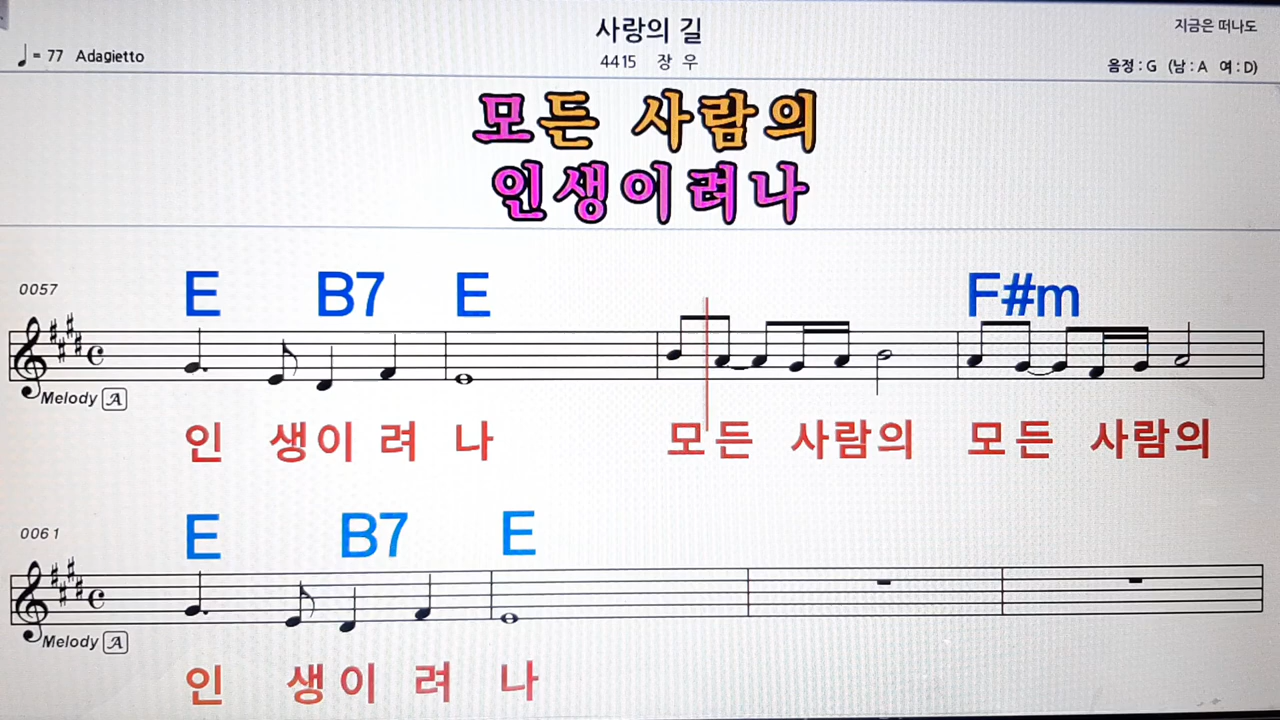 사랑의 길
지금은 떠나도
♩= 77 Adagietto
4415 장 우
음정 : G (남 : A 여 : D)
모든 사람의
인생이려나
0057
E B7 E F#m
Melody A
인 생이 려 나 모든 사람의 모든 사람의
0061
E B7 E
Melody A
인 생이 려 나